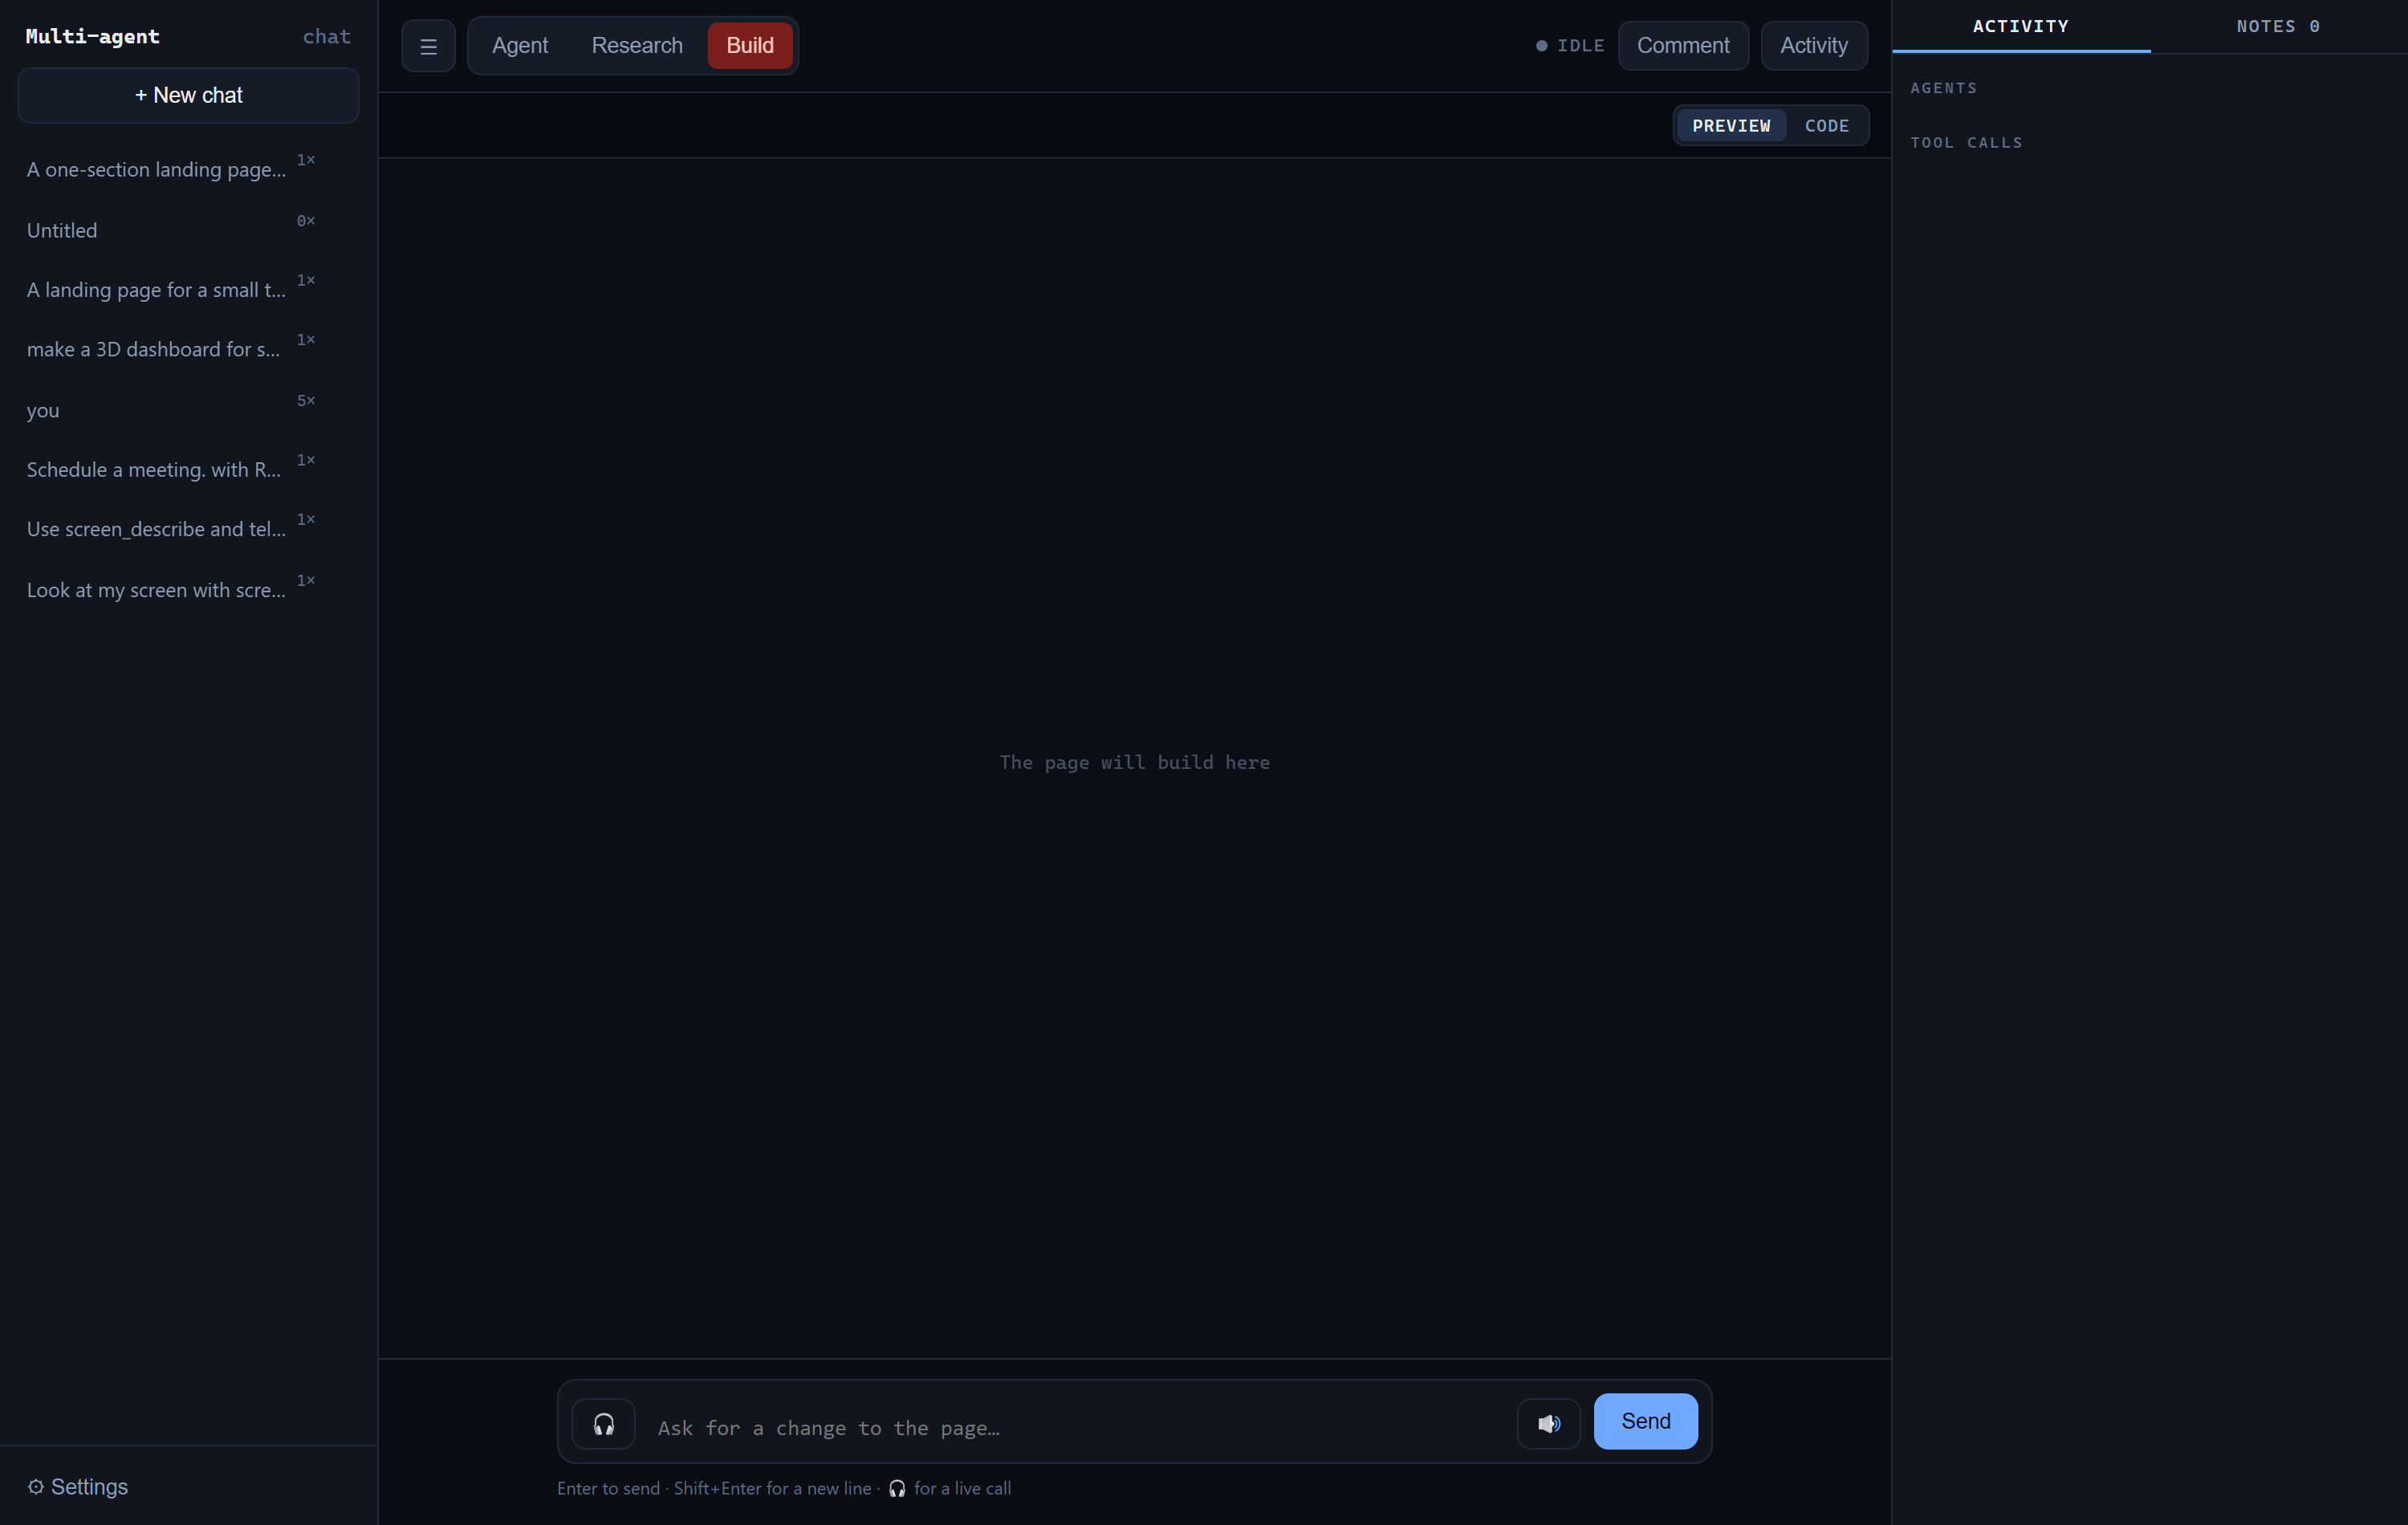 Multi-agent chat
+ New chat
A one-section landing page... 1×
Untitled 0×
A landing page for a small t... 1×
make a 3D dashboard for s... 1×
you 5×
Schedule a meeting. with R... 1×
Use screen_describe and tel... 1×
Look at my screen with scre... 1×
⚙ Settings
☰ Agent Research Build
IDLE Comment Activity
PREVIEW CODE
The page will build here
Ask for a change to the page…
Send
Enter to send · Shift+Enter for a new line · 🎧 for a live call
ACTIVITY NOTES 0
AGENTS
TOOL CALLS